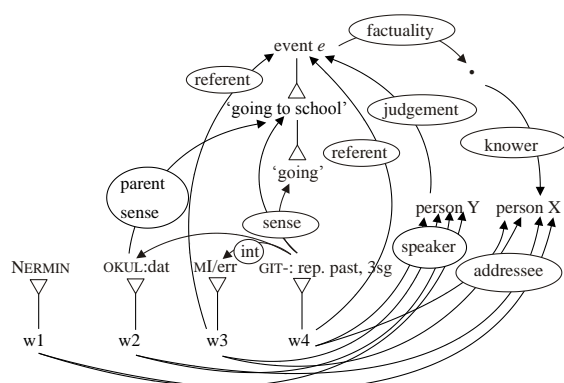 factuality
event e
referent
‘going to school’
judgement
referent
knower
‘going’
parent
sense
person Y
person X
sense
speaker
int
addressee
NERMIN
OKUL:dat
MI/err
GIT-: rep. past, 3sg
w1
w2
w3
w4